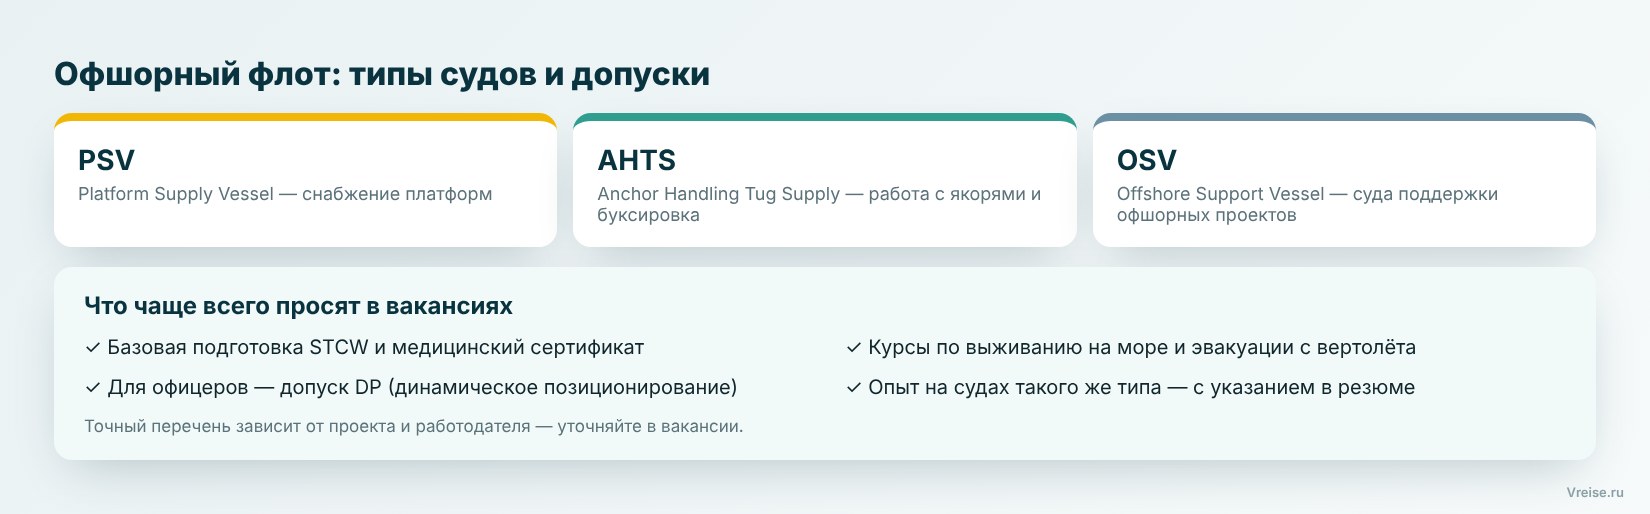 Офшорный флот: типы судов и допуски
PSV
Platform Supply Vessel — снабжение платформ
AHTS
Anchor Handling Tug Supply — работа с якорями и
буксировка
OSV
Offshore Support Vessel — суда поддержки
офшорных проектов
Что чаще всего просят в вакансиях
✓ Базовая подготовка STCW и медицинский сертификат
✓ Курсы по выживанию на море и эвакуации с вертолёта
✓ Для офицеров — допуск DP (динамическое позиционирование)
✓ Опыт на судах такого же типа — с указанием в резюме
Точный перечень зависит от проекта и работодателя — уточняйте в вакансии.
Vreise.ru